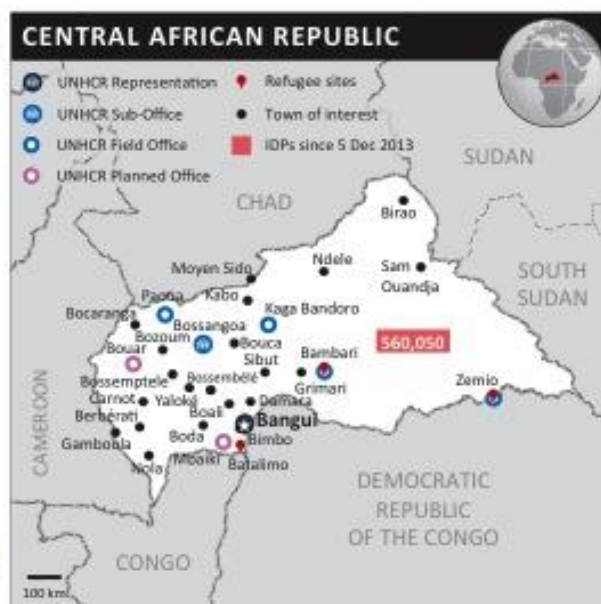 CENTRAL AFRICAN REPUBLIC
UNHCR Representation
Refugee sites
UNHCR Sub-Office
Town of interest
UNHCR Field Office
IDPs since 5 Dec 2013
UNHCR Planned Office
SUDAN
CHAD
Birao
Ndele
Sam
Ouandja
SOUTH
SUDAN
Moyen Sido
Kabo
Paoua
Kaga Bandoro
Bocaranga
Bossangoa
Bozoum
Bouca
560,050
Bouar
Sibut
Bambari
Bossemptele
Bossembélé
Grimari
Zemio
Carnot
Yaloké
Damara
Berbérati
Boali
Bangui
Gamboula
Boda
Bimbo
Mbaiki
Nola
Batalimo
CAMEROON
DEMOCRATIC
REPUBLIC
OF THE CONGO
CONGO
100 km